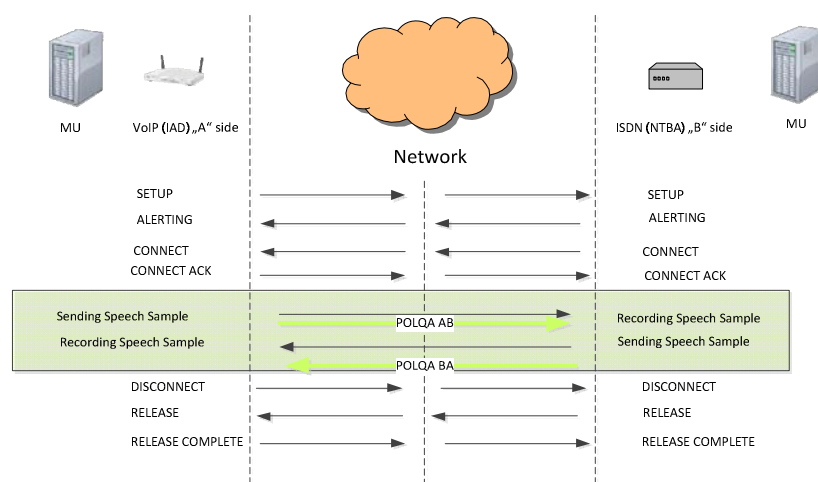 MU
VoIP (IAD) „A“ side
ISDN (NTBA) „B“ side
MU
Network
SETUP
SETUP
ALERTING
ALERTING
CONNECT
CONNECT
CONNECT ACK
CONNECT ACK
Sending Speech Sample
Recording Speech Sample
POLQA AB
Recording Speech Sample
Sending Speech Sample
POLQA BA
DISCONNECT
DISCONNECT
RELEASE
RELEASE
RELEASE COMPLETE
RELEASE COMPLETE